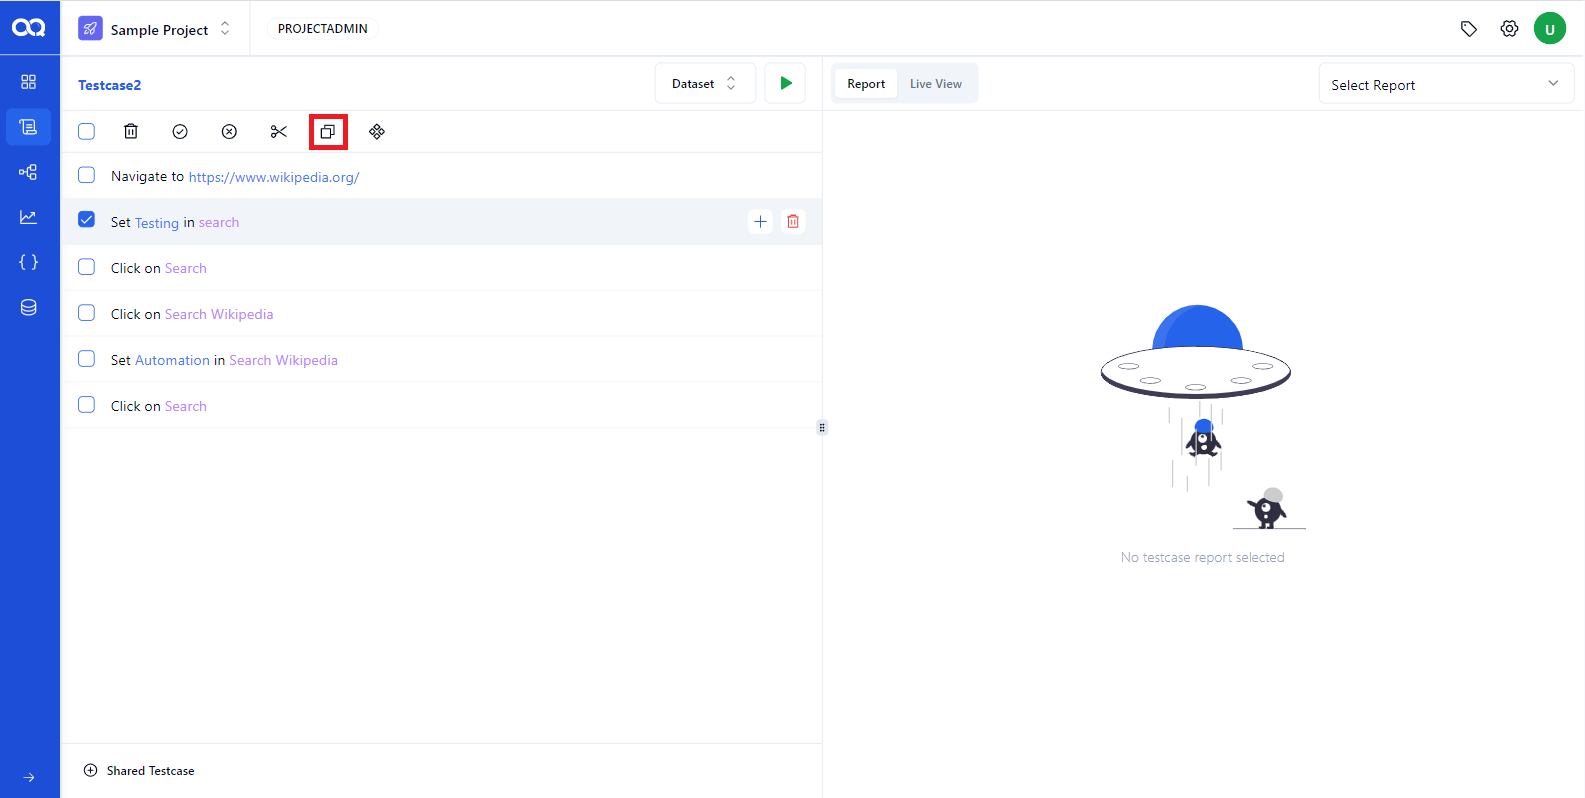 Sample Project
PROJECTADMIN
U
Testcase2
Dataset
Report
Live View
Select Report
Navigate to https://www.wikipedia.org/
Set Testing in search
Click on Search
Click on Search Wikipedia
Set Automation in Search Wikipedia
Click on Search
No testcase report selected
Shared Testcase